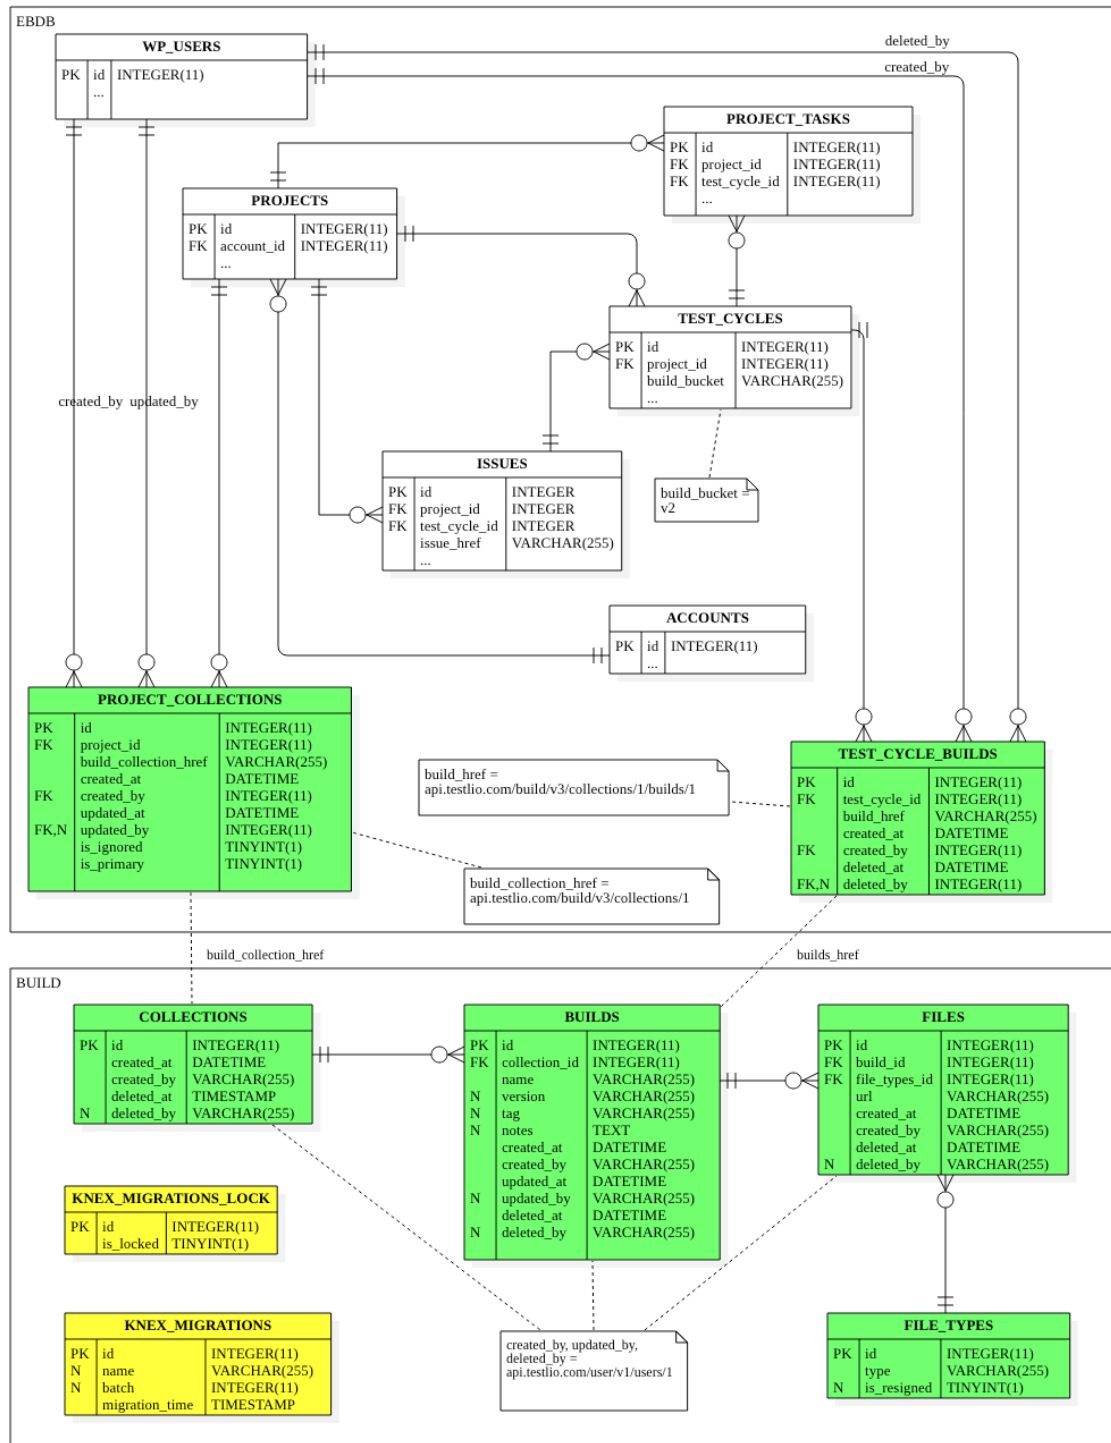 EBDB
WP_USERS
PK id INTEGER(11)
...
deleted_by
created_by
PROJECT_TASKS
PK id INTEGER(11)
FK project_id INTEGER(11)
FK test_cycle_id INTEGER(11)
...
PROJECTS
PK id INTEGER(11)
FK account_id INTEGER(11)
...
TEST_CYCLES
PK id INTEGER(11)
FK project_id INTEGER(11)
build_bucket VARCHAR(255)
...
created_by updated_by
ISSUES
PK id INTEGER
FK project_id INTEGER
FK test_cycle_id INTEGER
issue_href VARCHAR(255)
...
build_bucket =
v2
ACCOUNTS
PK id INTEGER(11)
...
PROJECT_COLLECTIONS
PK id INTEGER(11)
FK project_id INTEGER(11)
build_collection_href VARCHAR(255)
created_at DATETIME
FK created_by INTEGER(11)
updated_at DATETIME
FK,N updated_by INTEGER(11)
is_ignored TINYINT(1)
is_primary TINYINT(1)
build_href =
api.testlio.com/build/v3/collections/1/builds/1
TEST_CYCLE_BUILDS
PK id INTEGER(11)
FK test_cycle_id INTEGER(11)
build_href VARCHAR(255)
created_at DATETIME
FK created_by INTEGER(11)
deleted_at DATETIME
FK,N deleted_by INTEGER(11)
build_collection_href =
api.testlio.com/build/v3/collections/1
build_collection_href
builds_href
BUILD
COLLECTIONS
PK id INTEGER(11)
created_at DATETIME
created_by VARCHAR(255)
deleted_at TIMESTAMP
N deleted_by VARCHAR(255)
BUILDS
PK id INTEGER(11)
FK collection_id INTEGER(11)
name VARCHAR(255)
N version VARCHAR(255)
N tag VARCHAR(255)
N notes TEXT
created_at DATETIME
created_by VARCHAR(255)
updated_at DATETIME
N updated_by VARCHAR(255)
deleted_at DATETIME
N deleted_by VARCHAR(255)
FILES
PK id INTEGER(11)
FK build_id INTEGER(11)
FK file_types_id INTEGER(11)
url VARCHAR(255)
created_at DATETIME
created_by VARCHAR(255)
deleted_at DATETIME
N deleted_by VARCHAR(255)
KNEX_MIGRATIONS_LOCK
PK id INTEGER(11)
is_locked TINYINT(1)
KNEX_MIGRATIONS
PK id INTEGER(11)
N name VARCHAR(255)
N batch INTEGER(11)
migration_time TIMESTAMP
created_by, updated_by,
deleted_by =
api.testlio.com/user/v1/users/1
FILE_TYPES
PK id INTEGER(11)
type VARCHAR(255)
N is_resigned TINYINT(1)